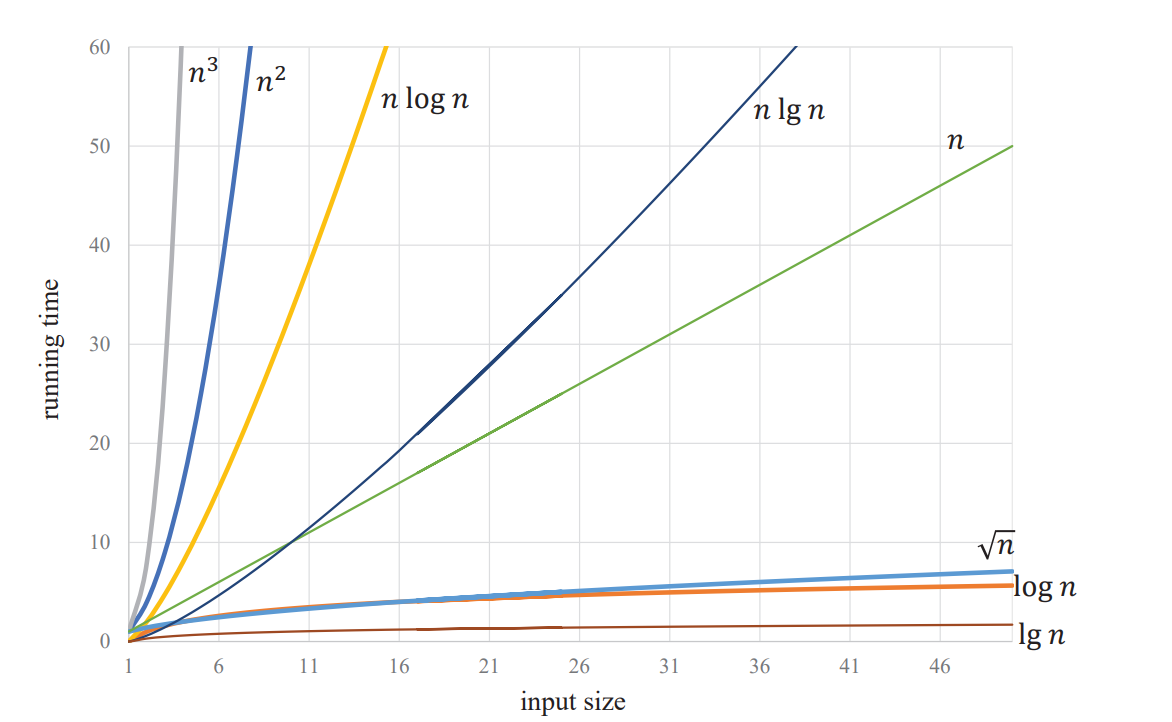 60
n³
n²
n log n
n lg n
50
n
40
30
20
10
√n
log n
lg n
0
1 6 11 16 21 26 31 36 41 46
running time
input size